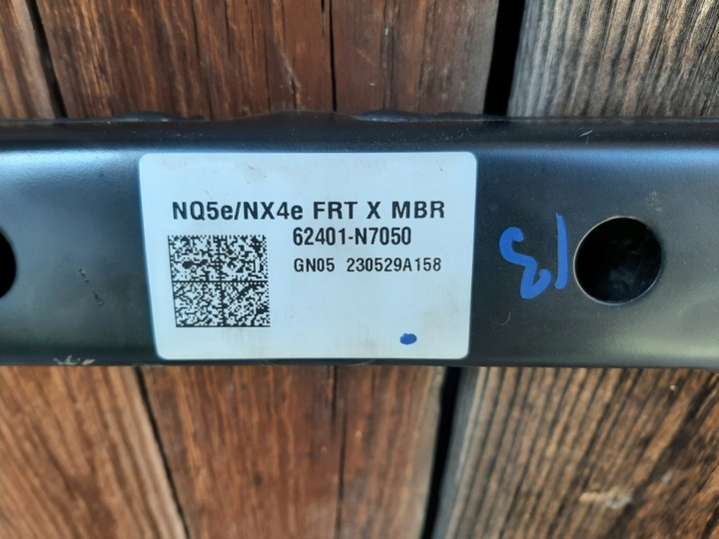 NQ5e/NX4e FRT X MBR
62401-N7050
GN05 230529A158
13